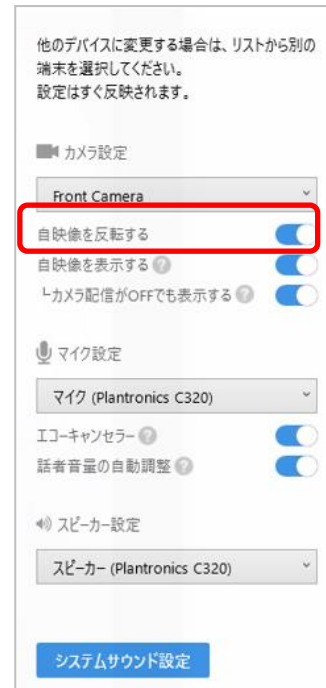 他のデバイスに変更する場合は、リストから別の
端末を選択してください。
設定はすぐ反映されます。
カメラ設定
Front Camera
自映像を反転する
自映像を表示する ?
└カメラ配信がOFFでも表示する ?
マイク設定
マイク (Plantronics C320)
エコーキャンセラー ?
話者音量の自動調整 ?
スピーカー設定
スピーカー (Plantronics C320)
システムサウンド設定